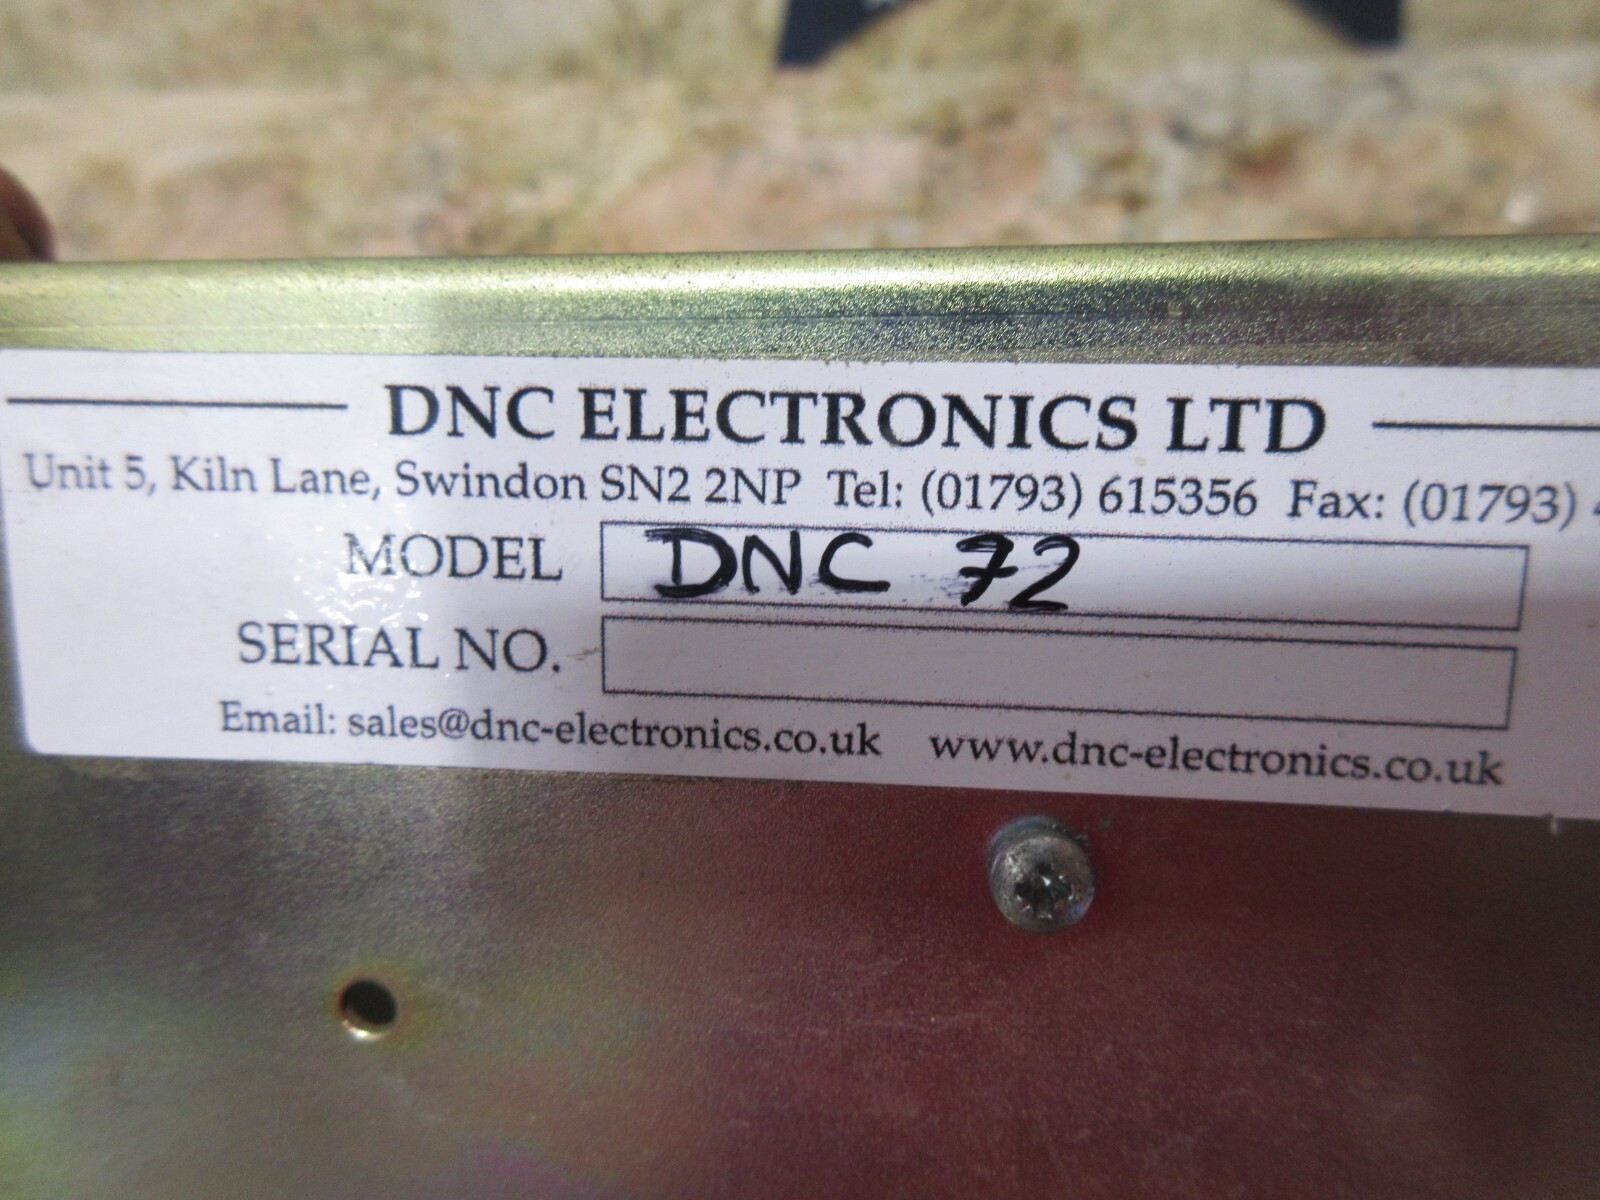 DNC ELECTRONICS LTD
Unit 5, Kiln Lane, Swindon SN2 2NP Tel: (01793) 615356 Fax: (01793)
MODEL DNC 72
SERIAL NO.
Email: sales@dnc-electronics.co.uk www.dnc-electronics.co.uk